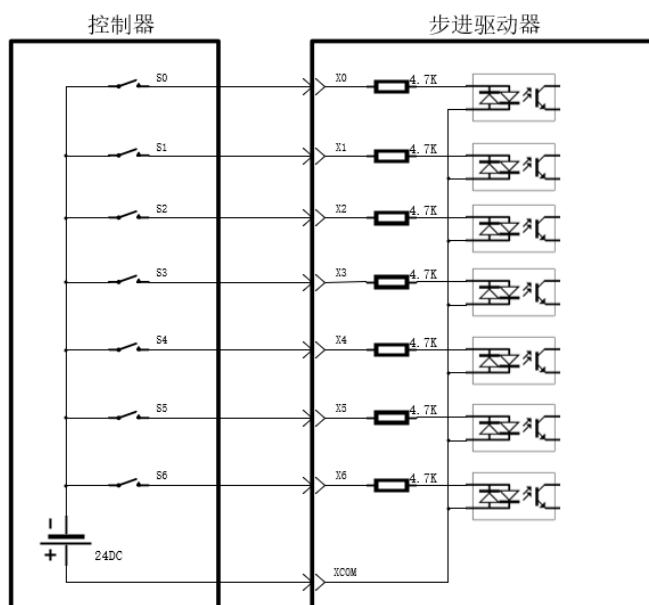 控制器 步进驱动器
S0 X0 4.7K
S1 X1 4.7K
S2 X2 4.7K
S3 X3 4.7K
S4 X4 4.7K
S5 X5 4.7K
S6 X6 4.7K
-
+ 24DC
XCOM